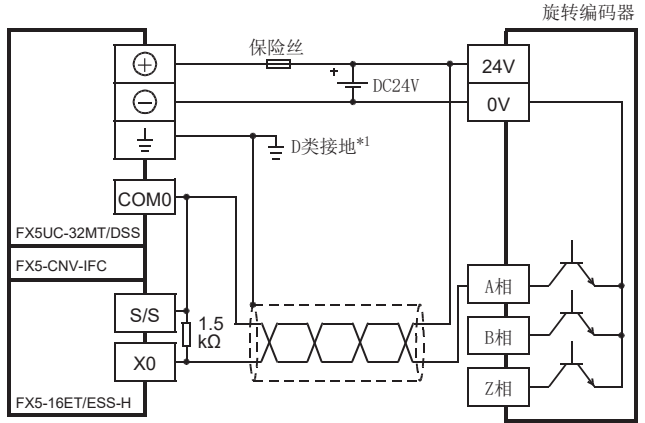 旋转编码器
保险丝
24V
DC24V
0V
D类接地*1
COM0
FX5UC-32MT/DSS
FX5-CNV-IFC
A相
S/S
1.5
kΩ
B相
X0
Z相
FX5-16ET/ESS-H